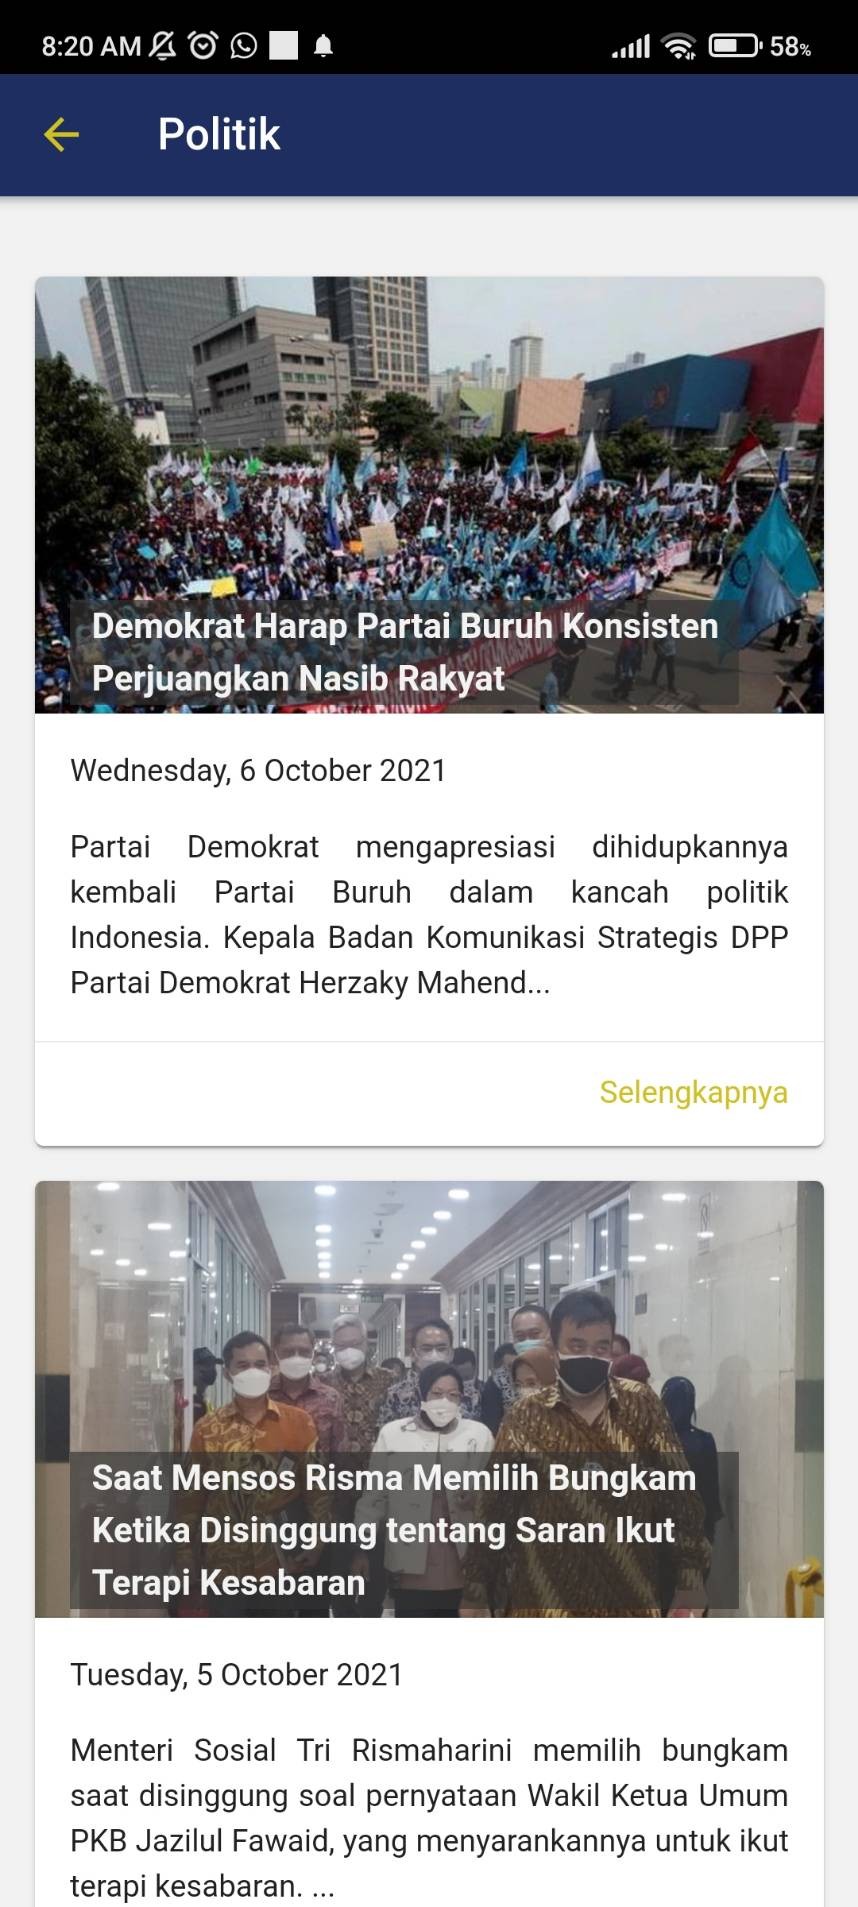 8:20 AM
58%
Politik
Demokrat Harap Partai Buruh Konsisten
Perjuangkan Nasib Rakyat
Wednesday, 6 October 2021
Partai Demokrat mengapresiasi dihidupkannya
kembali Partai Buruh dalam kancah politik
Indonesia. Kepala Badan Komunikasi Strategis DPP
Partai Demokrat Herzaky Mahend...
Selengkapnya
Saat Mensos Risma Memilih Bungkam
Ketika Disinggung tentang Saran Ikut
Terapi Kesabaran
Tuesday, 5 October 2021
Menteri Sosial Tri Rismaharini memilih bungkam
saat disinggung soal pernyataan Wakil Ketua Umum
PKB Jazilul Fawaid, yang menyarankannya untuk ikut
terapi kesabaran. ...